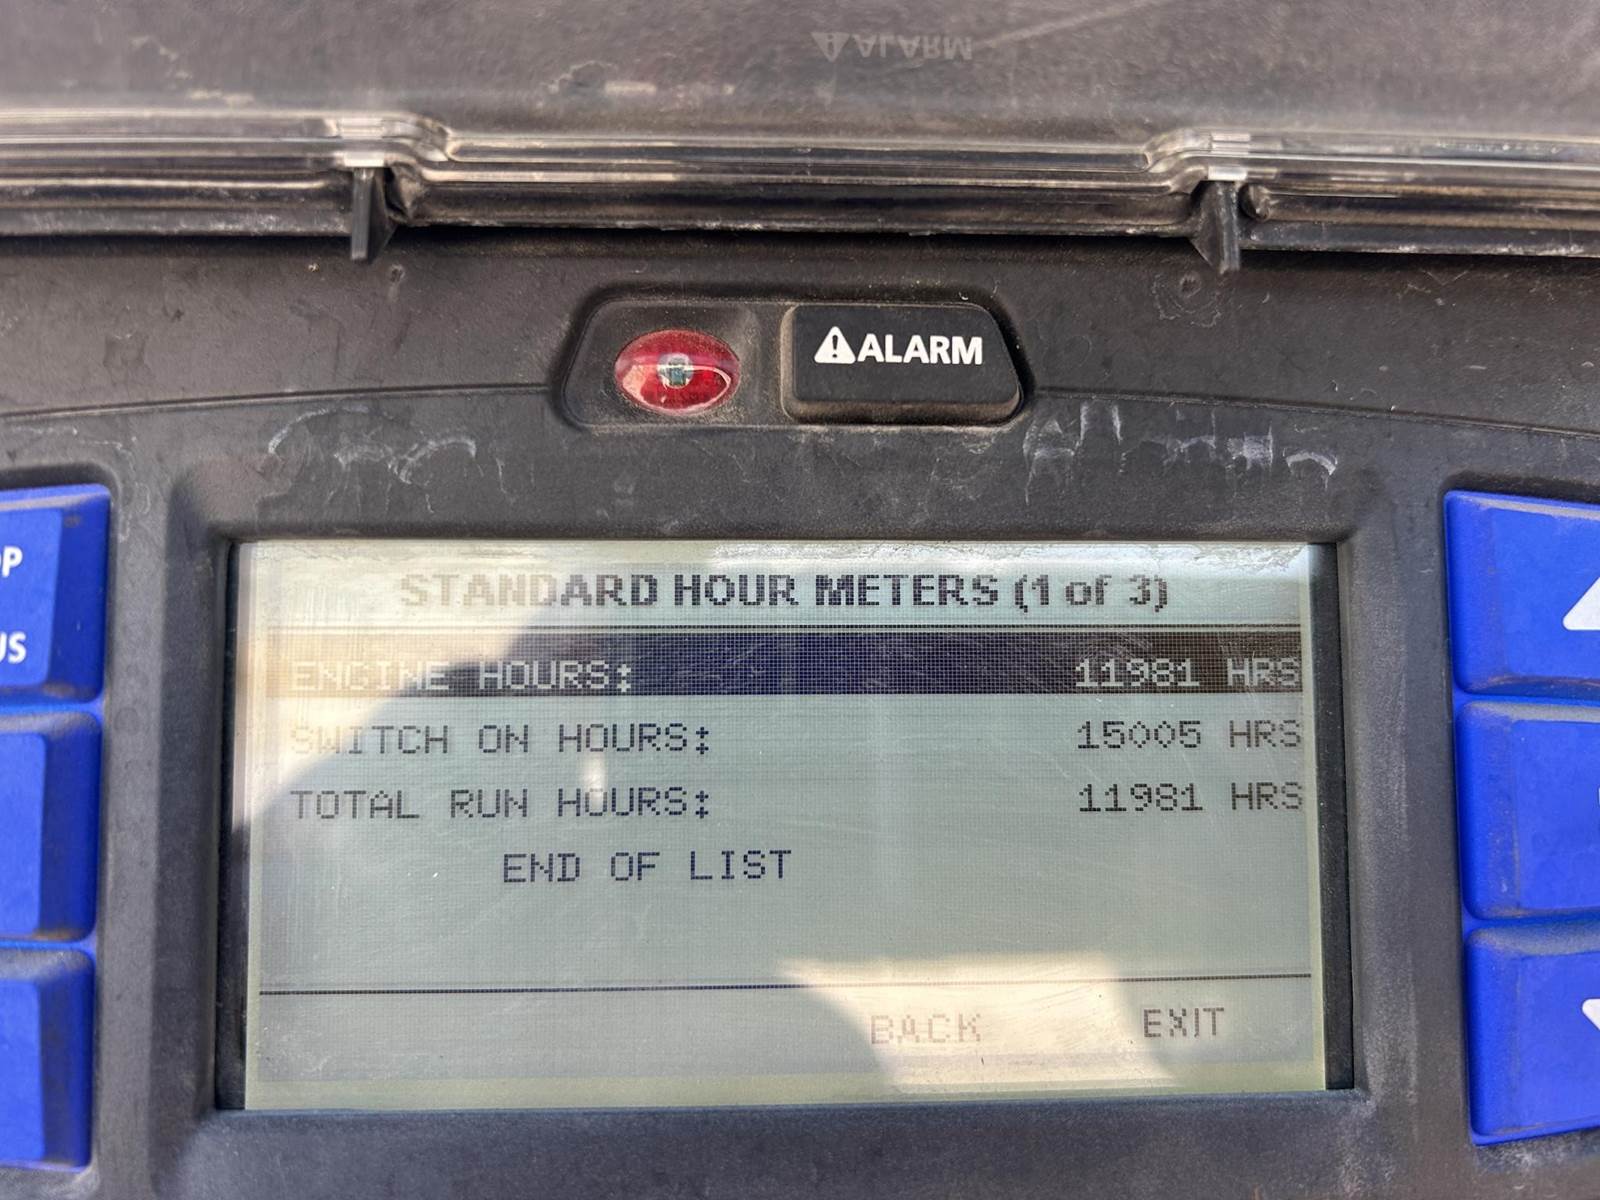 ALARM
STANDARD HOUR METERS (1 of 3)
ENGINE HOURS: 11981 HRS
SWITCH ON HOURS: 15005 HRS
TOTAL RUN HOURS: 11981 HRS
END OF LIST
BACK EXIT